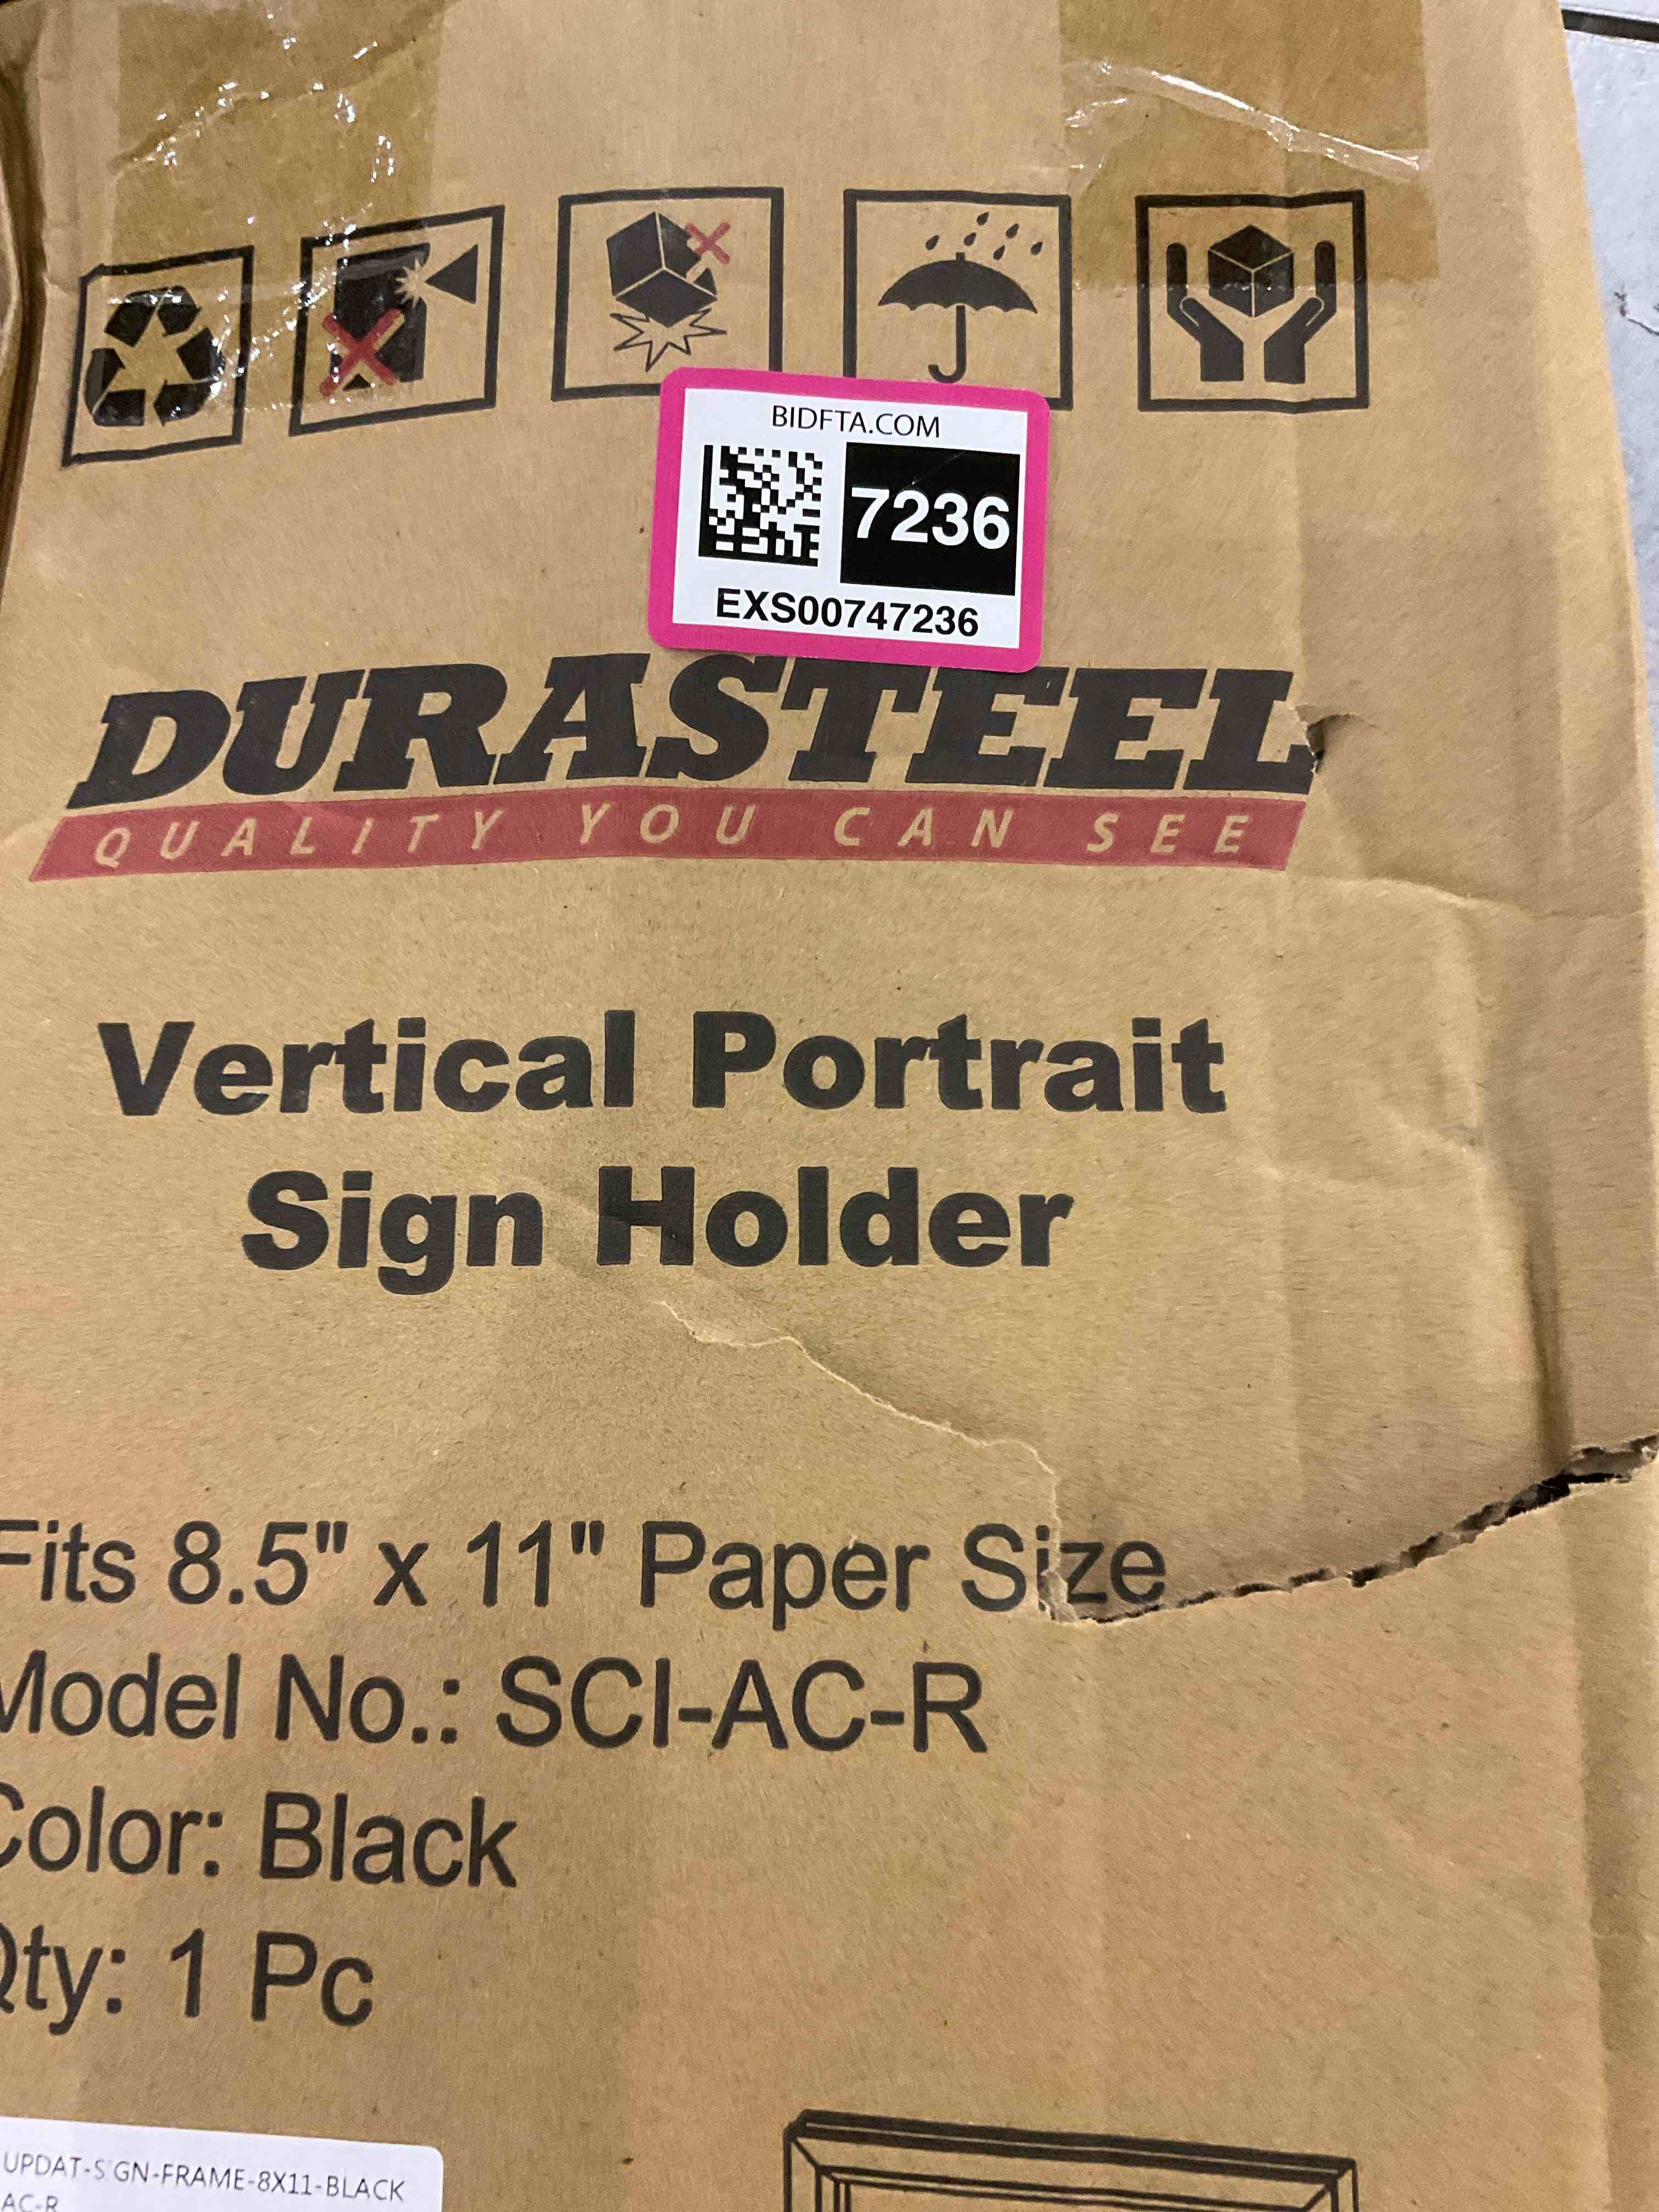 BIDFTA.COM
7236
EXS00747236
DURASTEEL
QUALITY YOU CAN SEE
Vertical Portrait
Sign Holder
Fits 8.5" x 11" Paper Size
Model No.: SCI-AC-R
Color: Black
Qty: 1 Pc
UPDAT-SIGN-FRAME-8X11-BLACK
AC-R